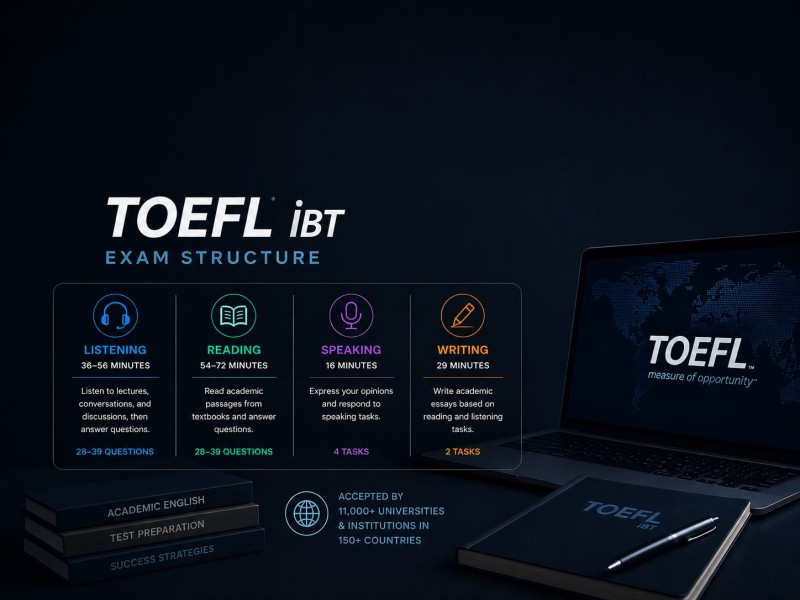 TOEFL iBT
EXAM STRUCTURE
LISTENING
36–56 MINUTES
Listen to lectures,
conversations, and
discussions, then
answer questions.
28–39 QUESTIONS
READING
54–72 MINUTES
Read academic
passages from
textbooks and answer
questions.
28–39 QUESTIONS
SPEAKING
16 MINUTES
Express your opinions
and respond to
speaking tasks.
4 TASKS
WRITING
29 MINUTES
Write academic
essays based on
reading and listening
tasks.
2 TASKS
TOEFL™
measure of opportunity™
ACADEMIC ENGLISH
TEST PREPARATION
SUCCESS STRATEGIES
ACCEPTED BY
11,000+ UNIVERSITIES
& INSTITUTIONS IN
150+ COUNTRIES
TOEFL
iBT